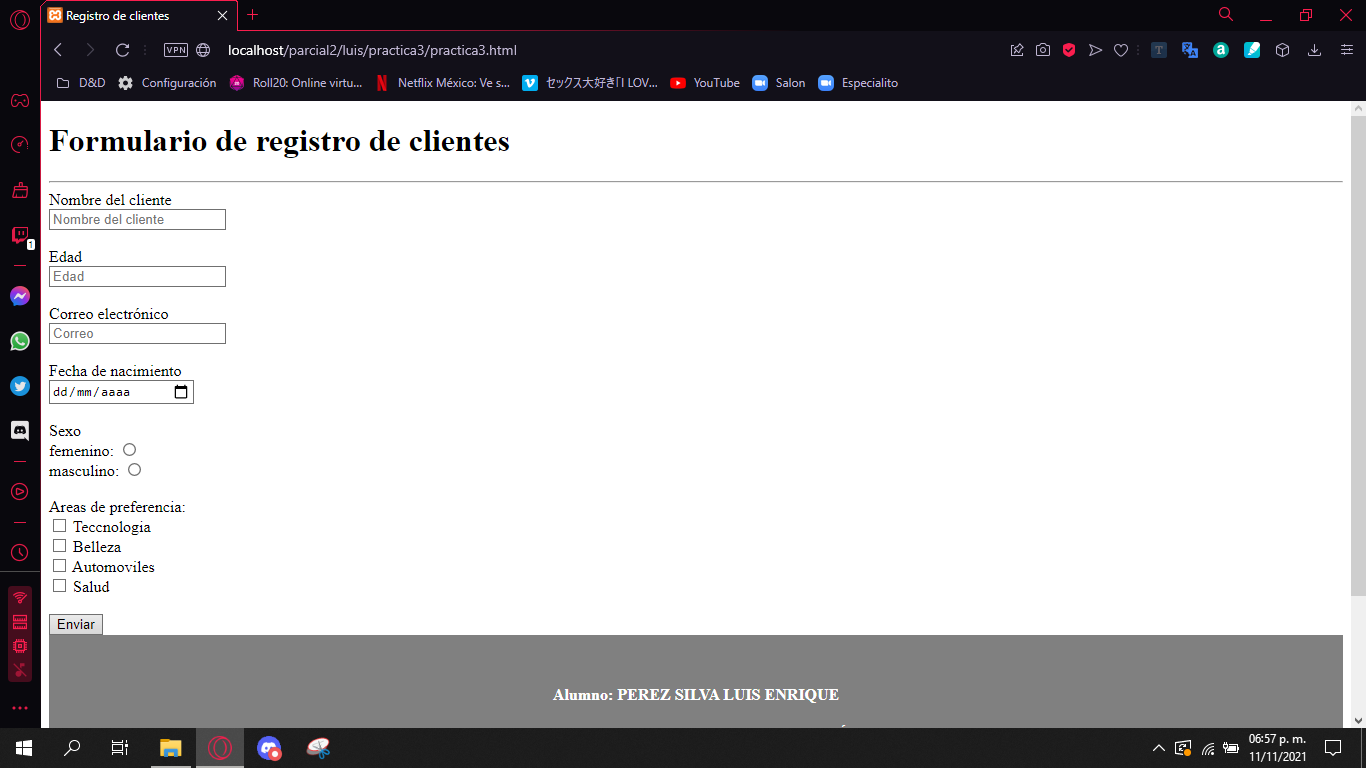 Registro de clientes
VPN
localhost/parcial2/luis/practica3/practica3.html
D&D Configuración Roll20: Online virtu... Netflix México: Ve s... セックス大好き「I LOV... YouTube Salon Especialito
Formulario de registro de clientes
Nombre del cliente
Nombre del cliente
Edad
Edad
Correo electrónico
Correo
Fecha de nacimiento
dd/mm/aaaa
Sexo
femenino:
masculino:
Areas de preferencia:
Teccnologia
Belleza
Automoviles
Salud
Enviar
Alumno: PEREZ SILVA LUIS ENRIQUE
1
06:57 p. m.
11/11/2021